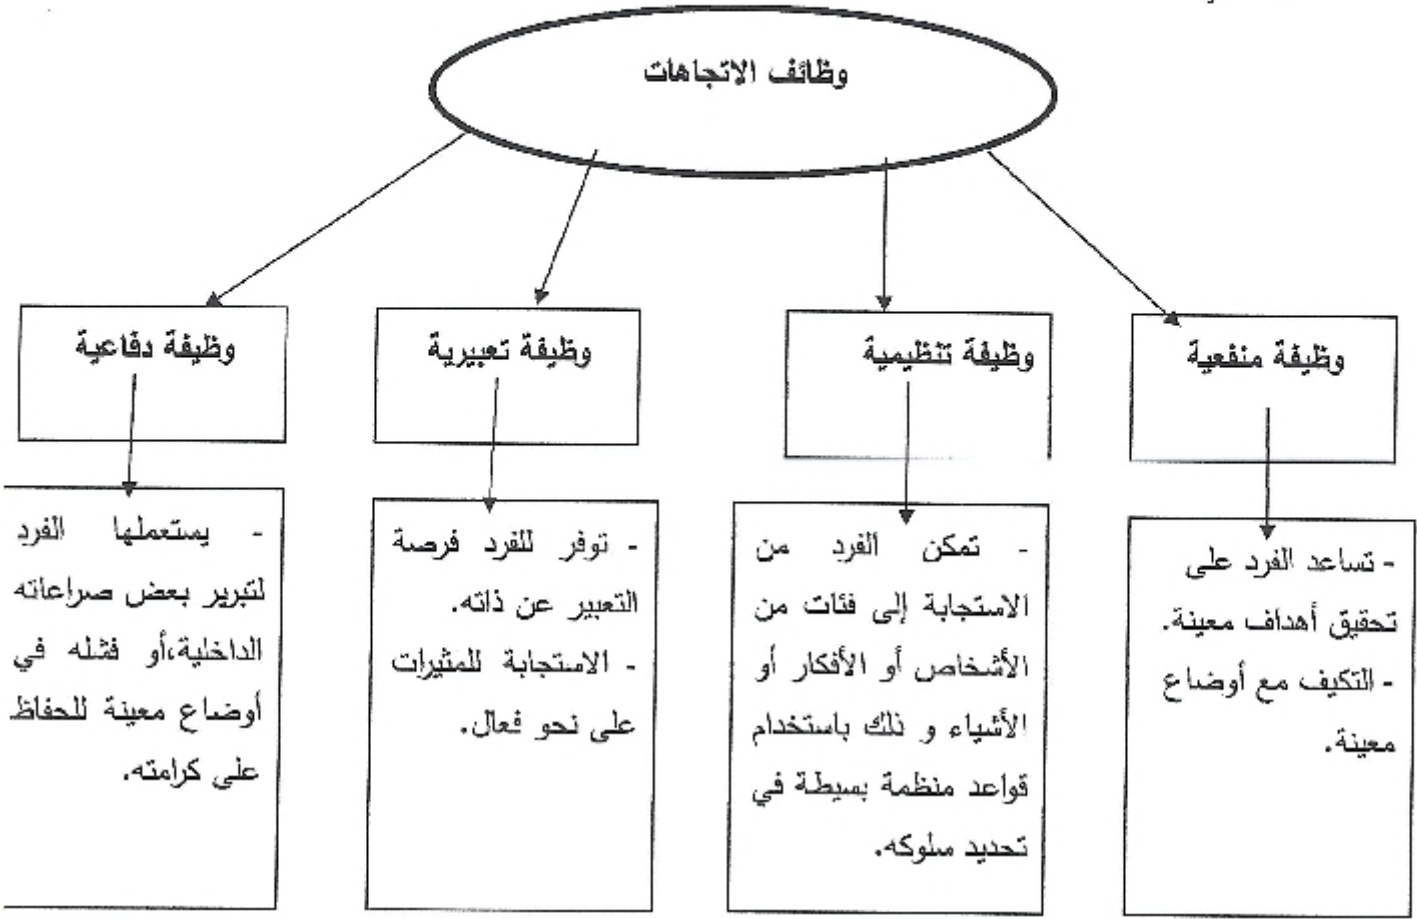 وظائف الاتجاهات
وظيفة منفعية
وظيفة تنظيمية
وظيفة تعبيرية
وظيفة دفاعية
- تساعد الفرد على
تحقيق أهداف معينة.
- التكيف مع أوضاع
معينة.
- تمكن الفرد من
الاستجابة إلى فئات من
الأشخاص أو الأفكار أو
الأشياء و ذلك باستخدام
قواعد منظمة بسيطة في
تحديد سلوكه.
- توفر للفرد فرصة
التعبير عن ذاته.
- الاستجابة للمثيرات
على نحو فعال.
- يستعملها الفرد
لتبرير بعض صراعاته
الداخلية،أو فشله في
أوضاع معينة للحفاظ
على كرامته.